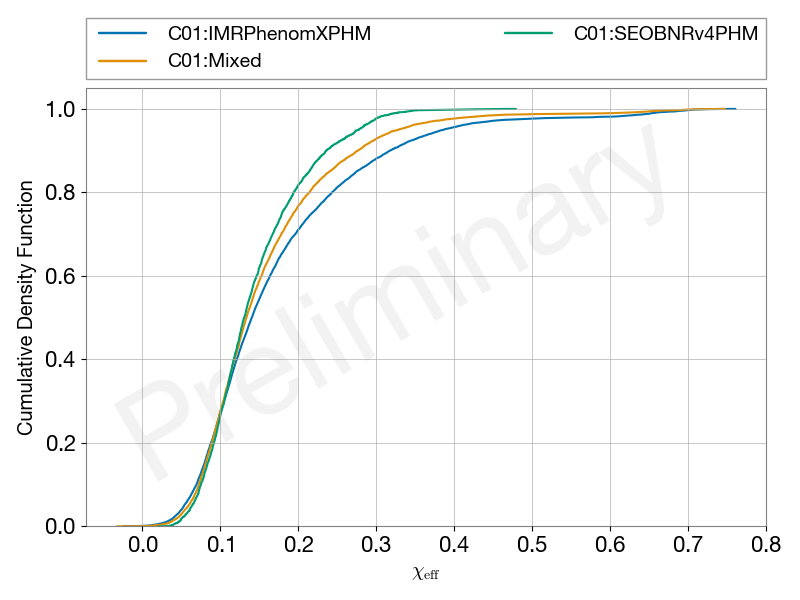 C01:IMRPhenomXPHM C01:SEOBNRv4PHM
C01:Mixed
1.0
0.8
0.6
0.4
0.2
0.0
Cumulative Density Function
Preliminary
0.0 0.1 0.2 0.3 0.4 0.5 0.6 0.7 0.8
χeff